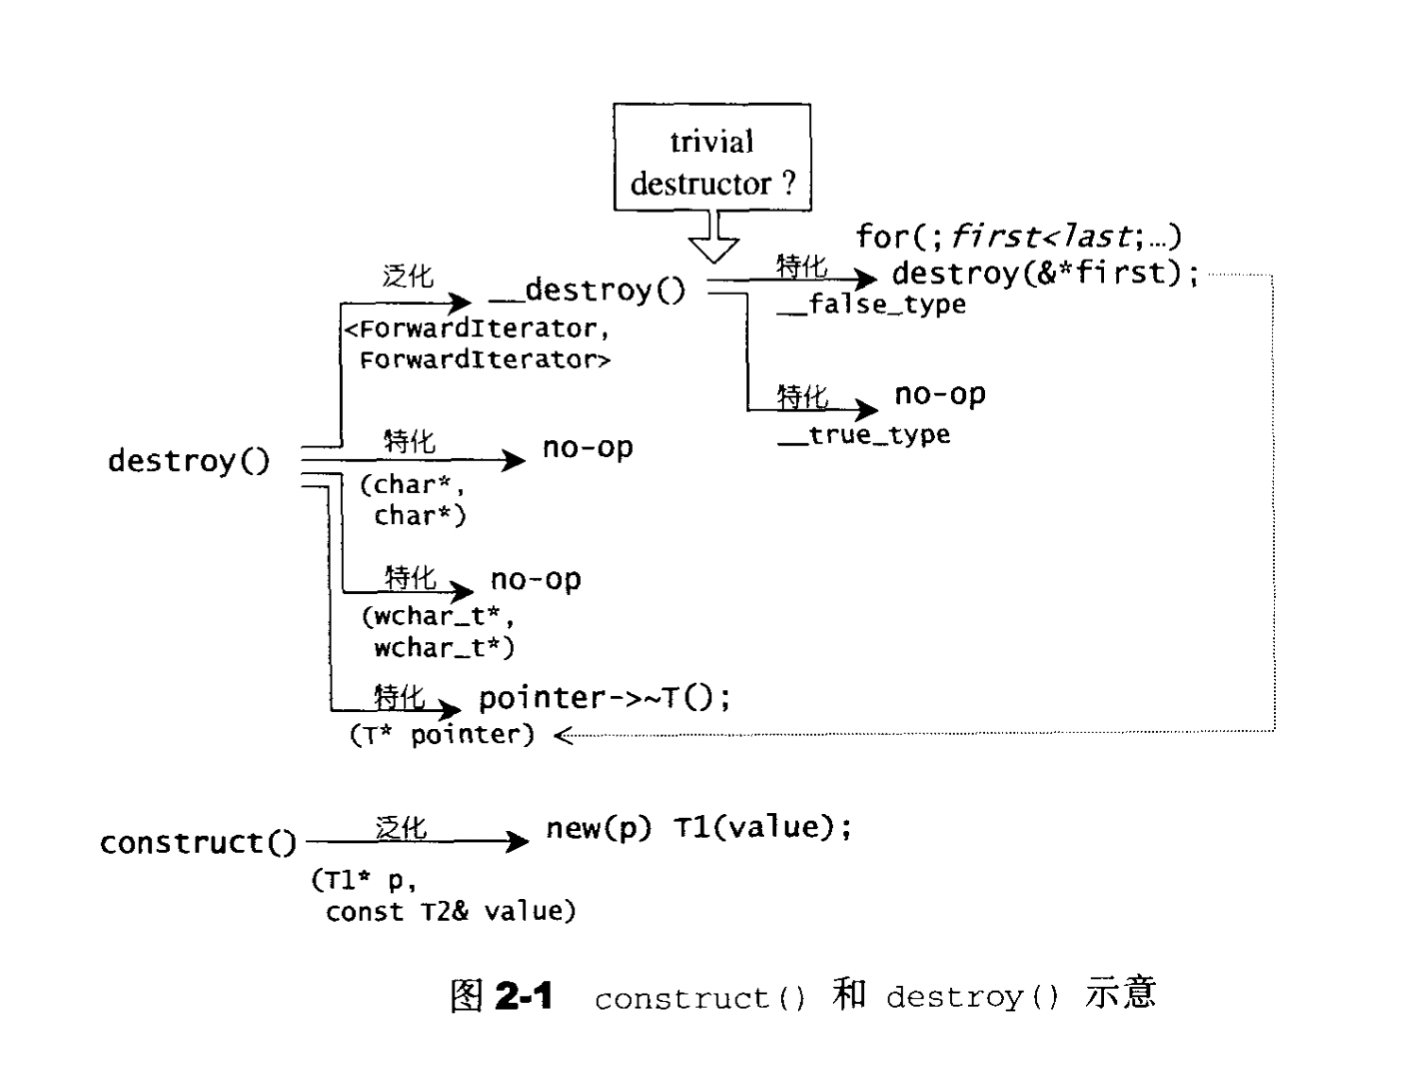 trivial
destructor ?
for(;first<last;…)
泛化
__destroy()
特化
destroy(&*first);
__false_type
<ForwardIterator,
ForwardIterator>
特化
no-op
__true_type
destroy()
特化
no-op
(char*,
char*)
特化
no-op
(wchar_t*,
wchar_t*)
特化
pointer->~T();
(T* pointer)
construct()
泛化
new(p) T1(value);
(T1* p,
const T2& value)
图 2-1 construct() 和 destroy() 示意